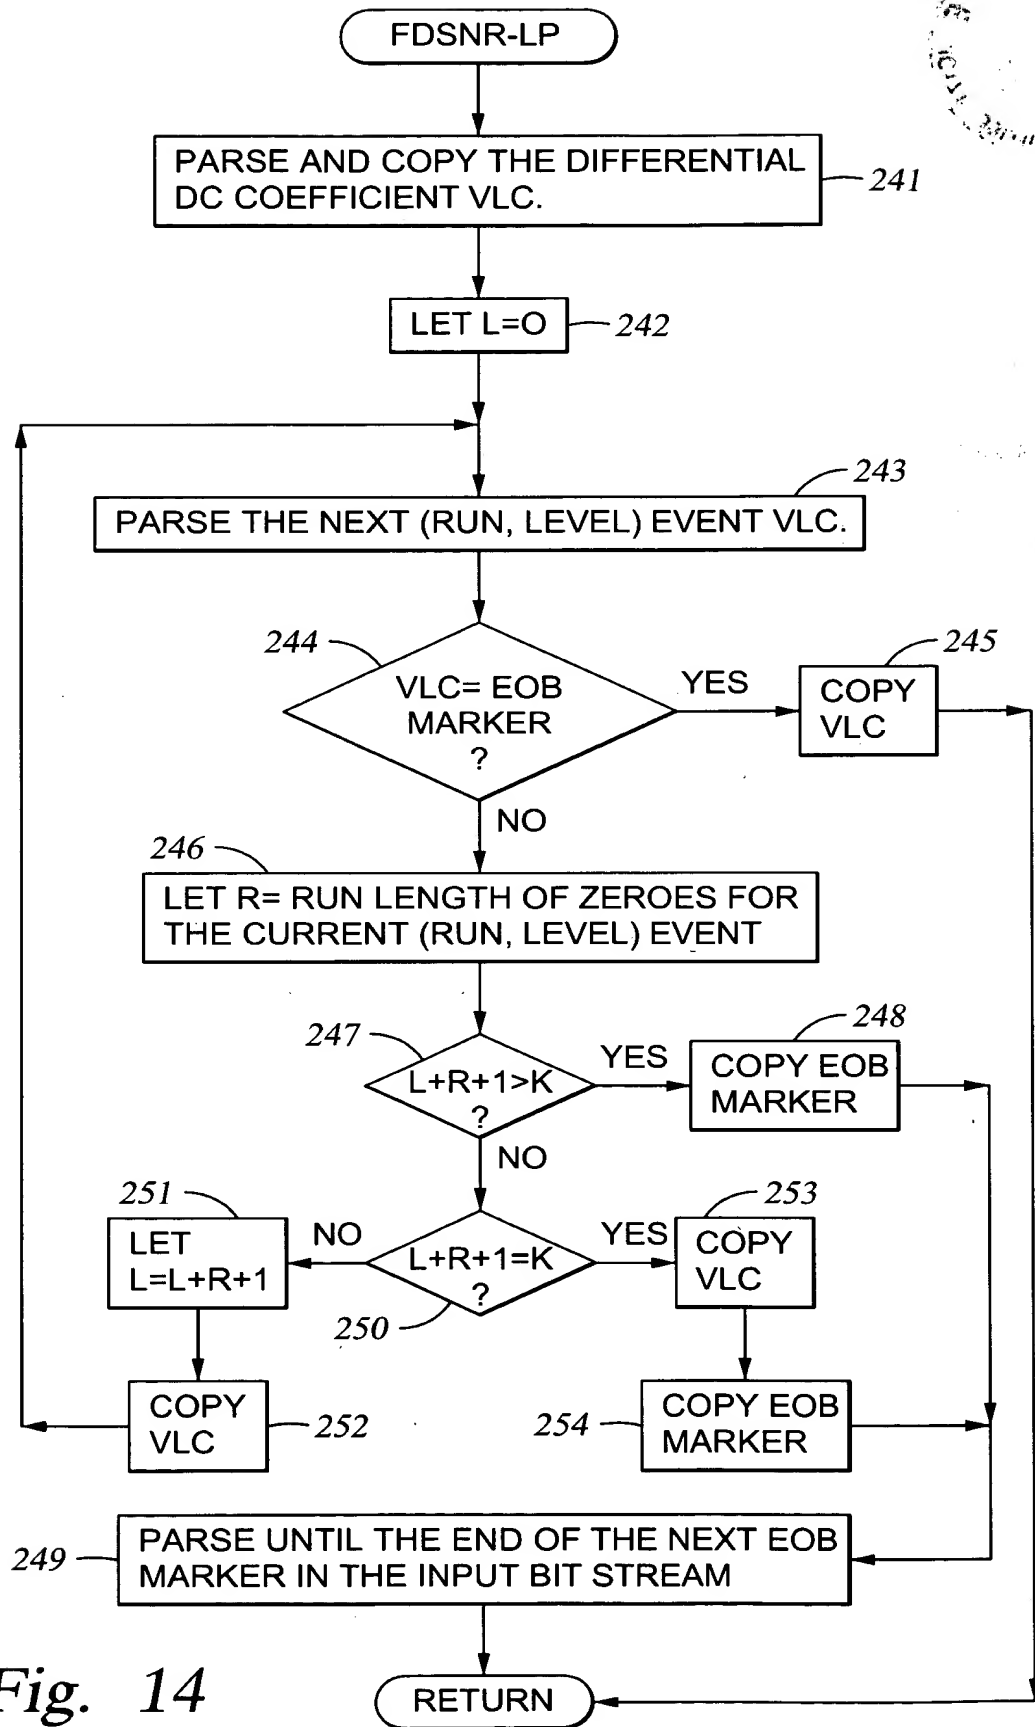 FDSNR-LP
PARSE AND COPY THE DIFFERENTIAL
DC COEFFICIENT VLC.
241
LET L=O
242
243
PARSE THE NEXT (RUN, LEVEL) EVENT VLC.
244
VLC= EOB
MARKER
?
YES
245
COPY
VLC
NO
246
LET R= RUN LENGTH OF ZEROES FOR
THE CURRENT (RUN, LEVEL) EVENT
247
L+R+1>K
?
YES
248
COPY EOB
MARKER
NO
251
LET
L=L+R+1
NO
L+R+1=K
?
250
YES
253
COPY
VLC
COPY
VLC
252
254
COPY EOB
MARKER
249
PARSE UNTIL THE END OF THE NEXT EOB
MARKER IN THE INPUT BIT STREAM
Fig. 14
RETURN